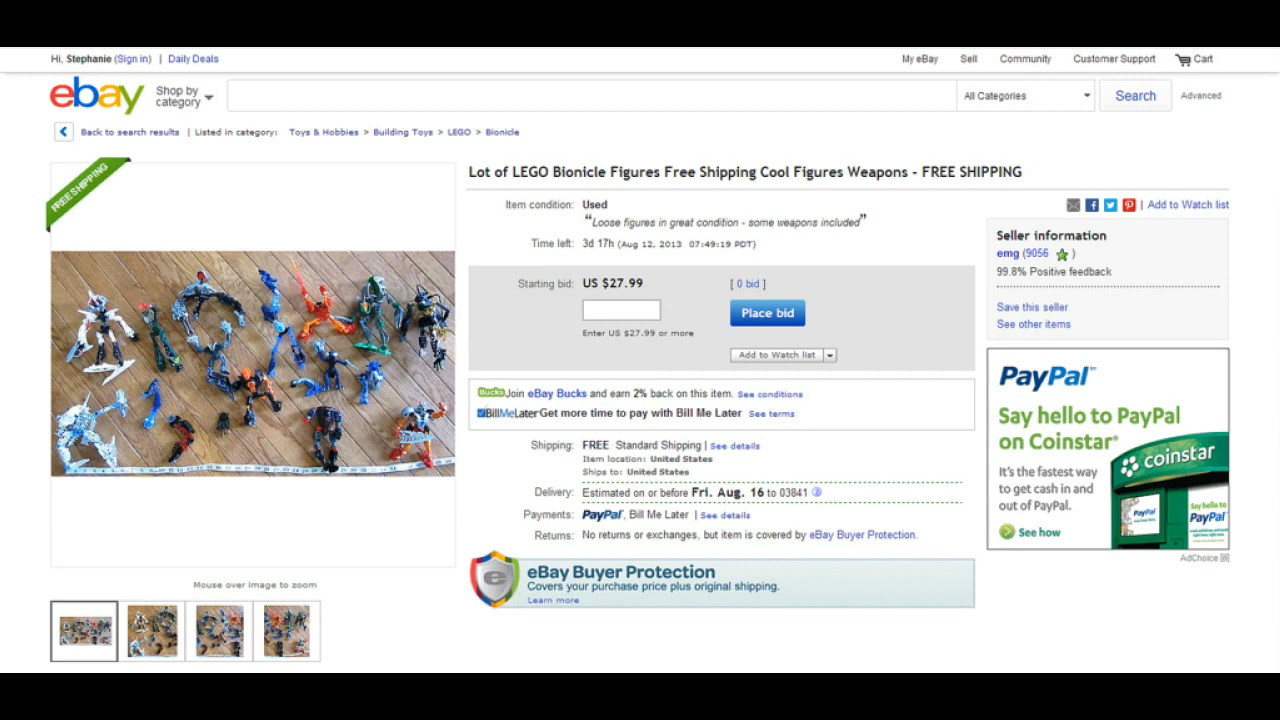 Hi, Stephanie (Sign in) | Daily Deals
My eBay Sell Community Customer Support Cart
ebay
Shop by
category
All Categories
Search
Advanced
Back to search results | Listed in category: Toys & Hobbies > Building Toys > LEGO > Bionicle
FREE SHIPPING
Lot of LEGO Bionicle Figures Free Shipping Cool Figures Weapons - FREE SHIPPING
Item condition: Used
"Loose figures in great condition - some weapons included"
Time left: 3d 17h (Aug 12, 2013 07:49:19 PDT)
Starting bid: US $27.99 [ 0 bid ]
Place bid
Enter US $27.99 or more
Add to Watch list
Bucks Join eBay Bucks and earn 2% back on this item. See conditions
BillMeLater Get more time to pay with Bill Me Later See terms
Shipping: FREE Standard Shipping | See details
Item location: United States
Ships to: United States
Delivery: Estimated on or before Fri. Aug. 16 to 03841
Payments: PayPal, Bill Me Later | See details
Returns: No returns or exchanges, but item is covered by eBay Buyer Protection.
e
eBay Buyer Protection
Covers your purchase price plus original shipping.
Learn more
Mouse over image to zoom
| Add to Watch list
Seller information
emg (9056 )
99.8% Positive feedback
Save this seller
See other items
PayPal
Say hello to PayPal
on Coinstar®
It's the fastest way
to get cash in and
out of PayPal.
See how
coinstar
PayPal
Say hello to
PayPal
AdChoice